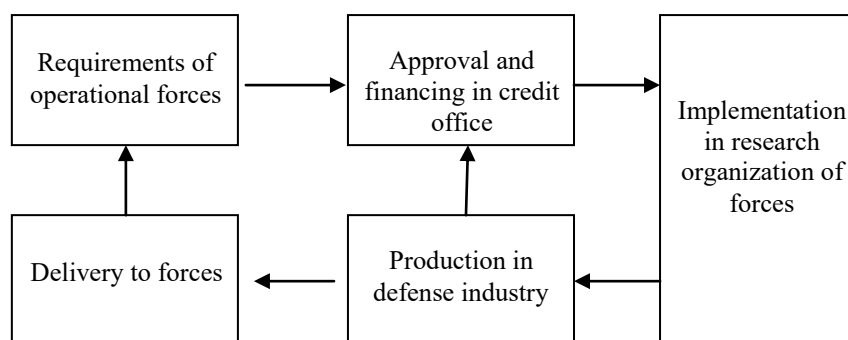 Requirements of
operational forces
Approval and
financing in credit
office
Implementation
in research
organization of
forces
Delivery to forces
Production in
defense industry